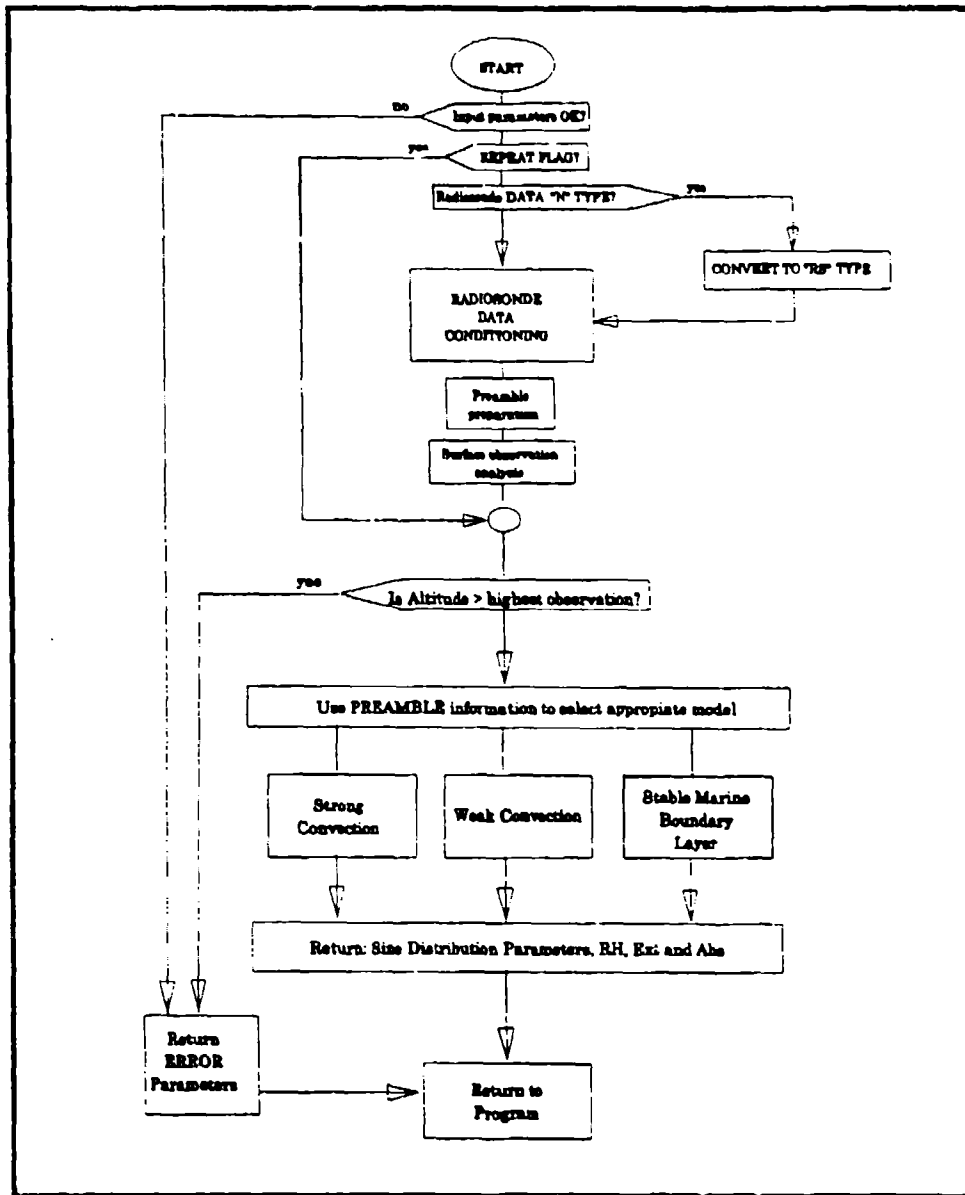 START
no
Input parameters OK?
yes
REPEAT FLAG?
Radiosonde DATA "N" TYPE?
yes
CONVERT TO "RS" TYPE
RADIOSONDE
DATA
CONDITIONING
Preamble
preparation
Surface observation
analysis
yes
Is Altitude > highest observation?
Use PREAMBLE information to select appropiate model
Strong
Convection
Weak Convection
Stable Marine
Boundary
Layer
Return: Size Distribution Parameters, RH, Ext and Abs
Return
ERROR
Parameters
Return to
Program